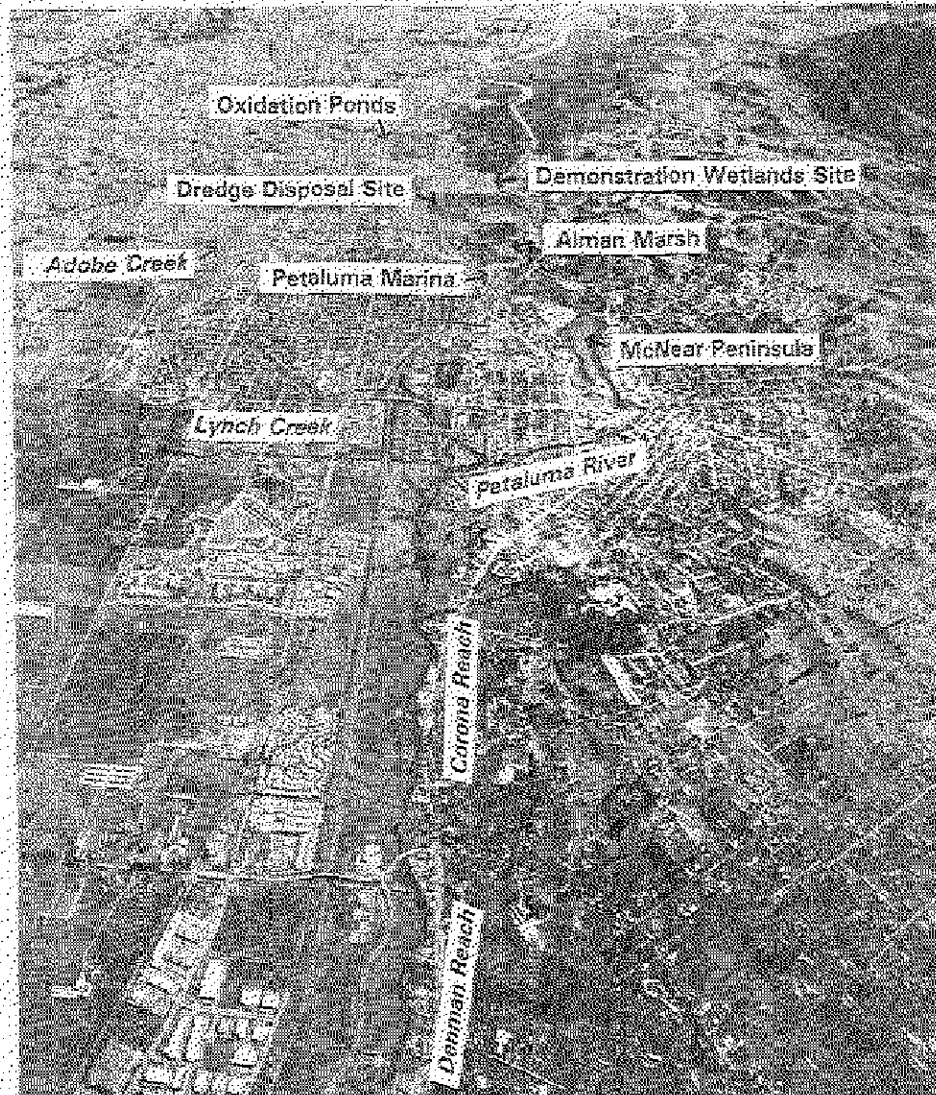 Oxidation Ponds
Demonstration Wetlands Site
Dredge Disposal Site
Alman Marsh
Adobe Creek
Petaluma Marina
McNear Peninsula
Lynch Creek
Petaluma River
Corona Reach
Denman Reach